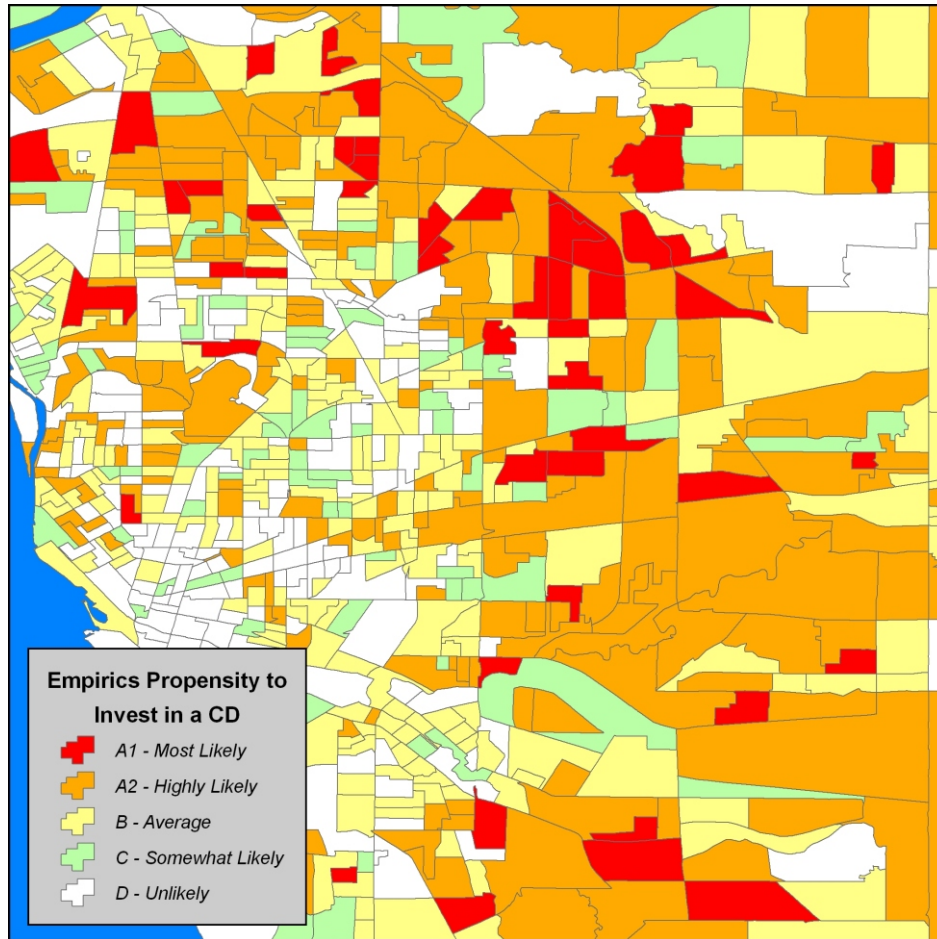 Empirics Propensity to
Invest in a CD
A1 - Most Likely
A2 - Highly Likely
B - Average
C - Somewhat Likely
D - Unlikely